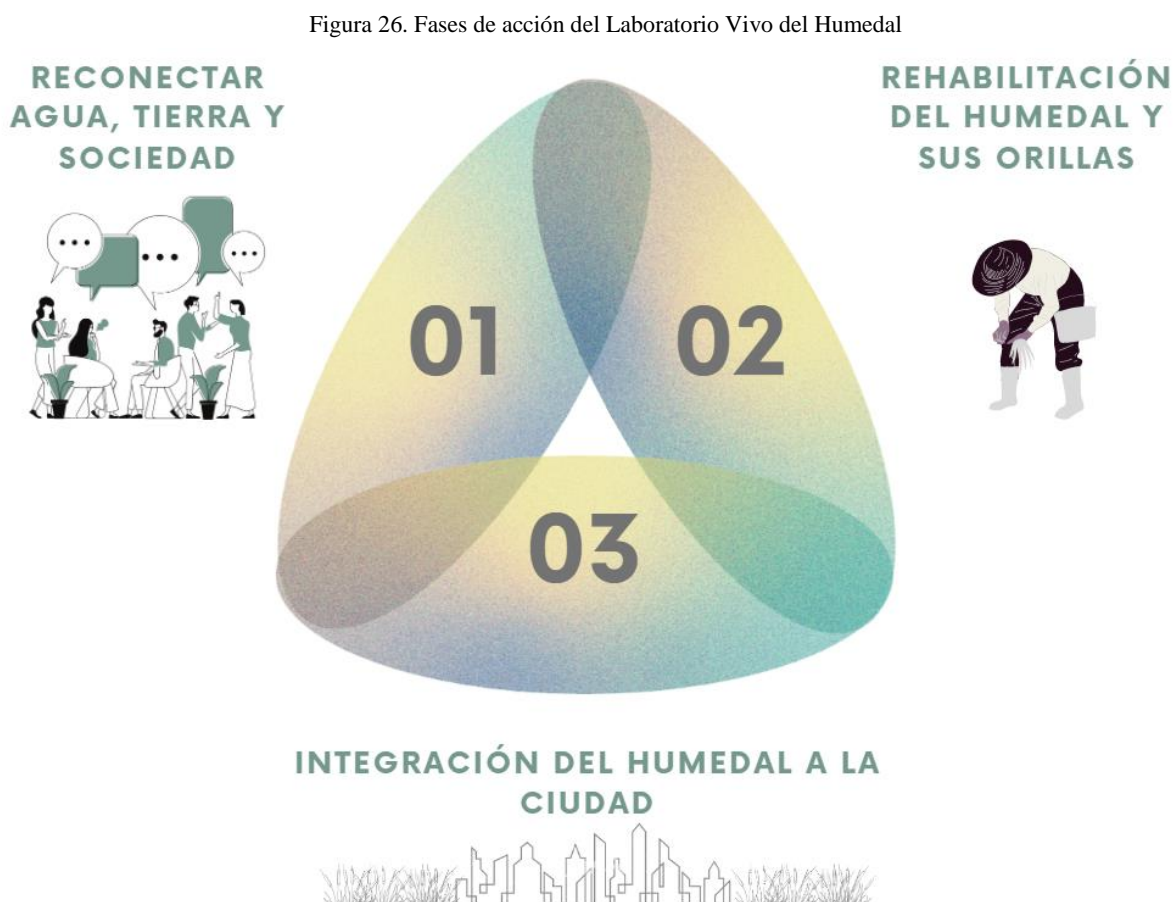 Figura 26. Fases de acción del Laboratorio Vivo del Humedal
RECONECTAR
AGUA, TIERRA Y
SOCIEDAD
REHABILITACIÓN
DEL HUMEDAL Y
SUS ORILLAS
01
02
03
INTEGRACIÓN DEL HUMEDAL A LA
CIUDAD